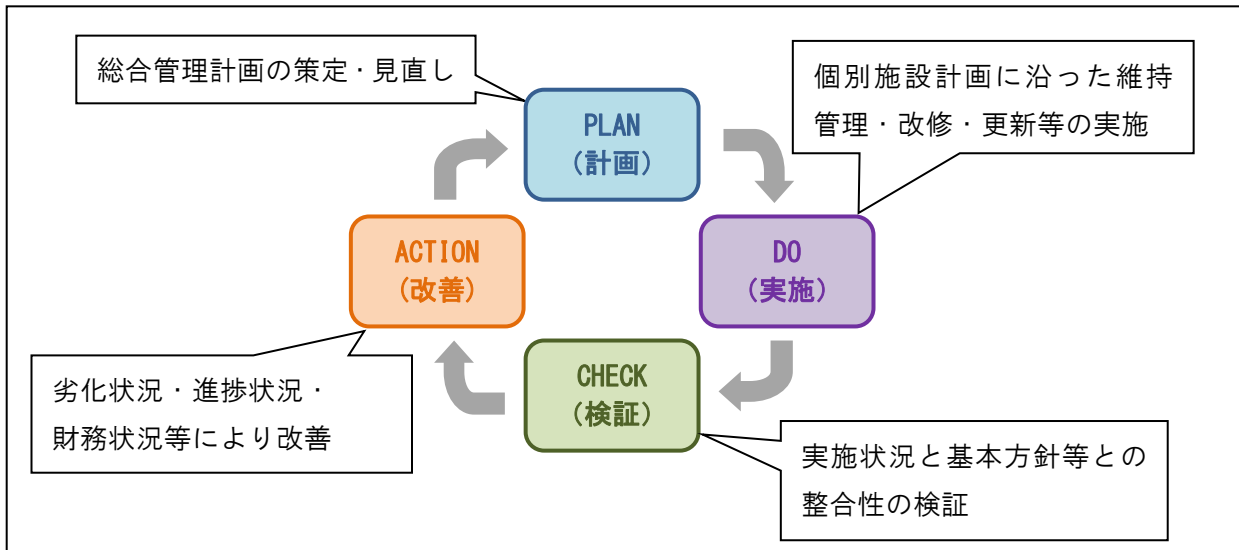 総合管理計画の策定・見直し
個別施設計画に沿った維持
管理・改修・更新等の実施
PLAN
(計画)
ACTION
(改善)
DO
(実施)
CHECK
(検証)
劣化状況・進捗状況・
財務状況等により改善
実施状況と基本方針等との
整合性の検証